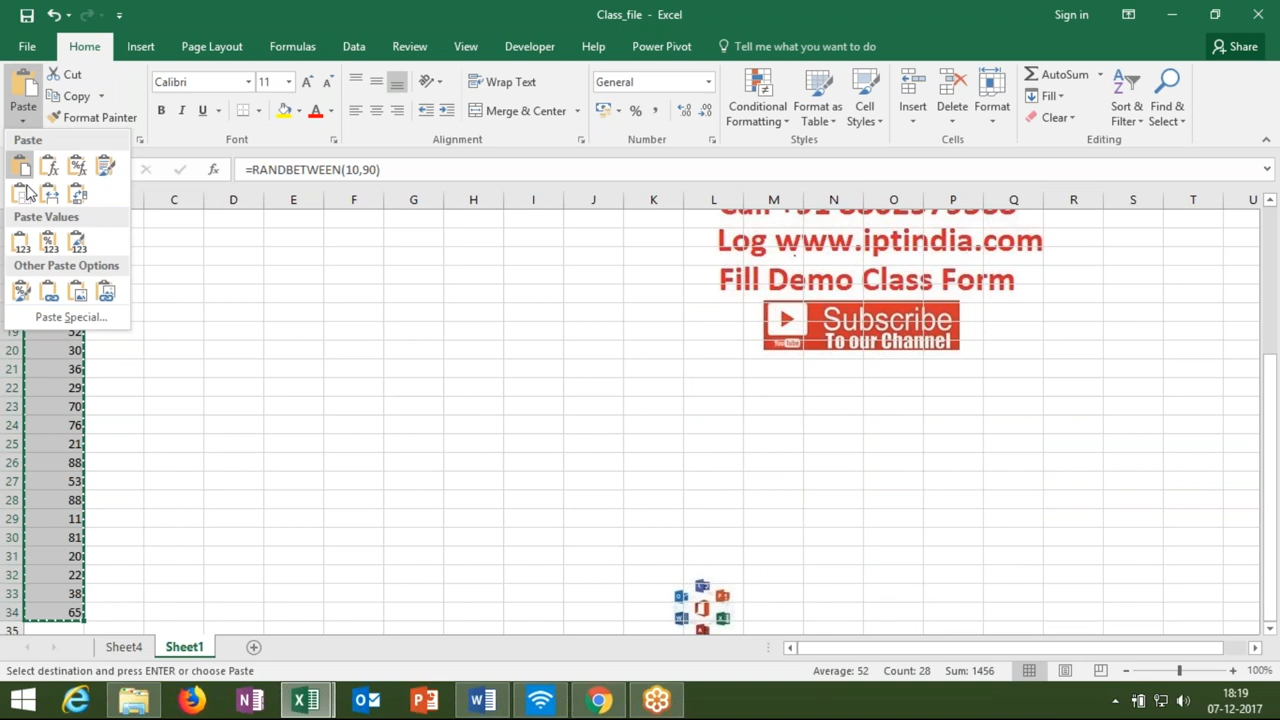 Class_file - Excel
Sign in
File Home Insert Page Layout Formulas Data Review View Developer Help Power Pivot Tell me what you want to do Share
Paste
Cut
Copy
Format Painter
Calibri 11
B I U
Wrap Text
Merge & Center
General
Conditional Formatting
Format as Table
Cell Styles
Insert
Delete
Format
AutoSum
Fill
Clear
Sort & Filter
Find & Select
Font
Alignment
Number
Styles
Cells
Editing
Paste
Paste Values
Other Paste Options
Paste Special...
fx =RANDBETWEEN(10,90)
C D E F G H I J K L M N O P Q R S T U
Log www.iptindia.com
Fill Demo Class Form
Subscribe
YouTube To our Channel
19 52
20 30
21 36
22 29
23 70
24 76
25 21
26 88
27 53
28 88
29 11
30 81
31 20
32 22
33 38
34 65
35
Sheet4 Sheet1
Select destination and press ENTER or choose Paste
Average: 52 Count: 28 Sum: 1456
100%
18:19
07-12-2017